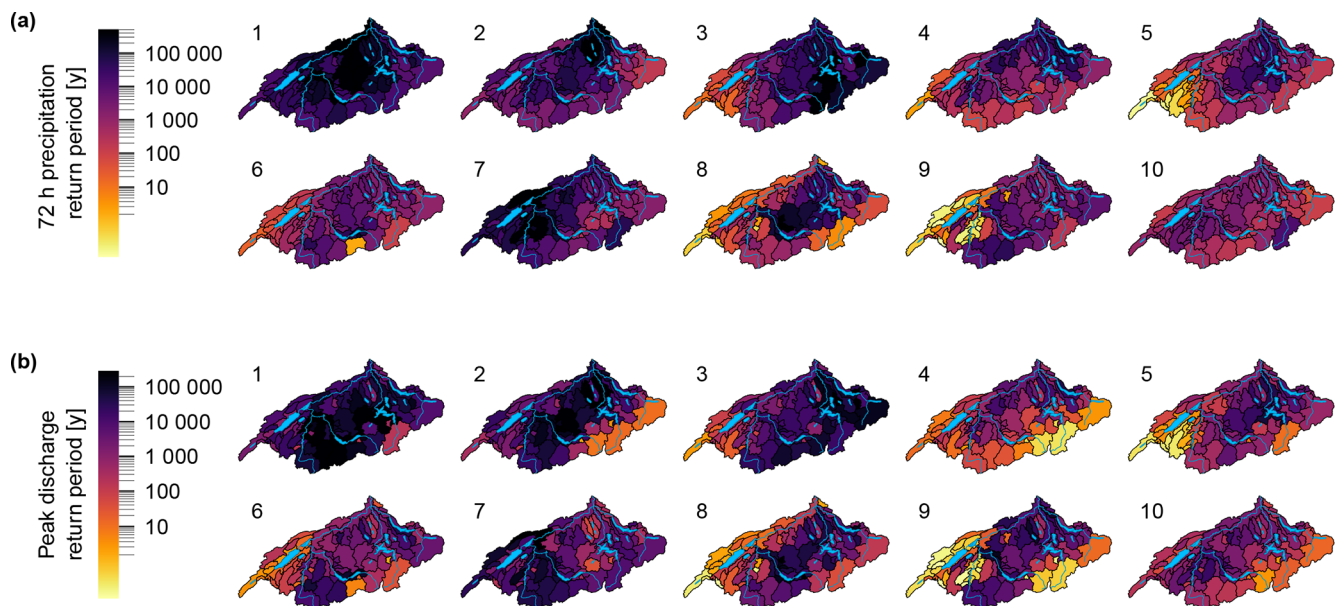 (a)
72 h precipitation
return period [y]
100 000
10 000
1 000
100
10
1 2 3 4 5
6 7 8 9 10
(b)
Peak discharge
return period [y]
100 000
10 000
1 000
100
10
1 2 3 4 5
6 7 8 9 10